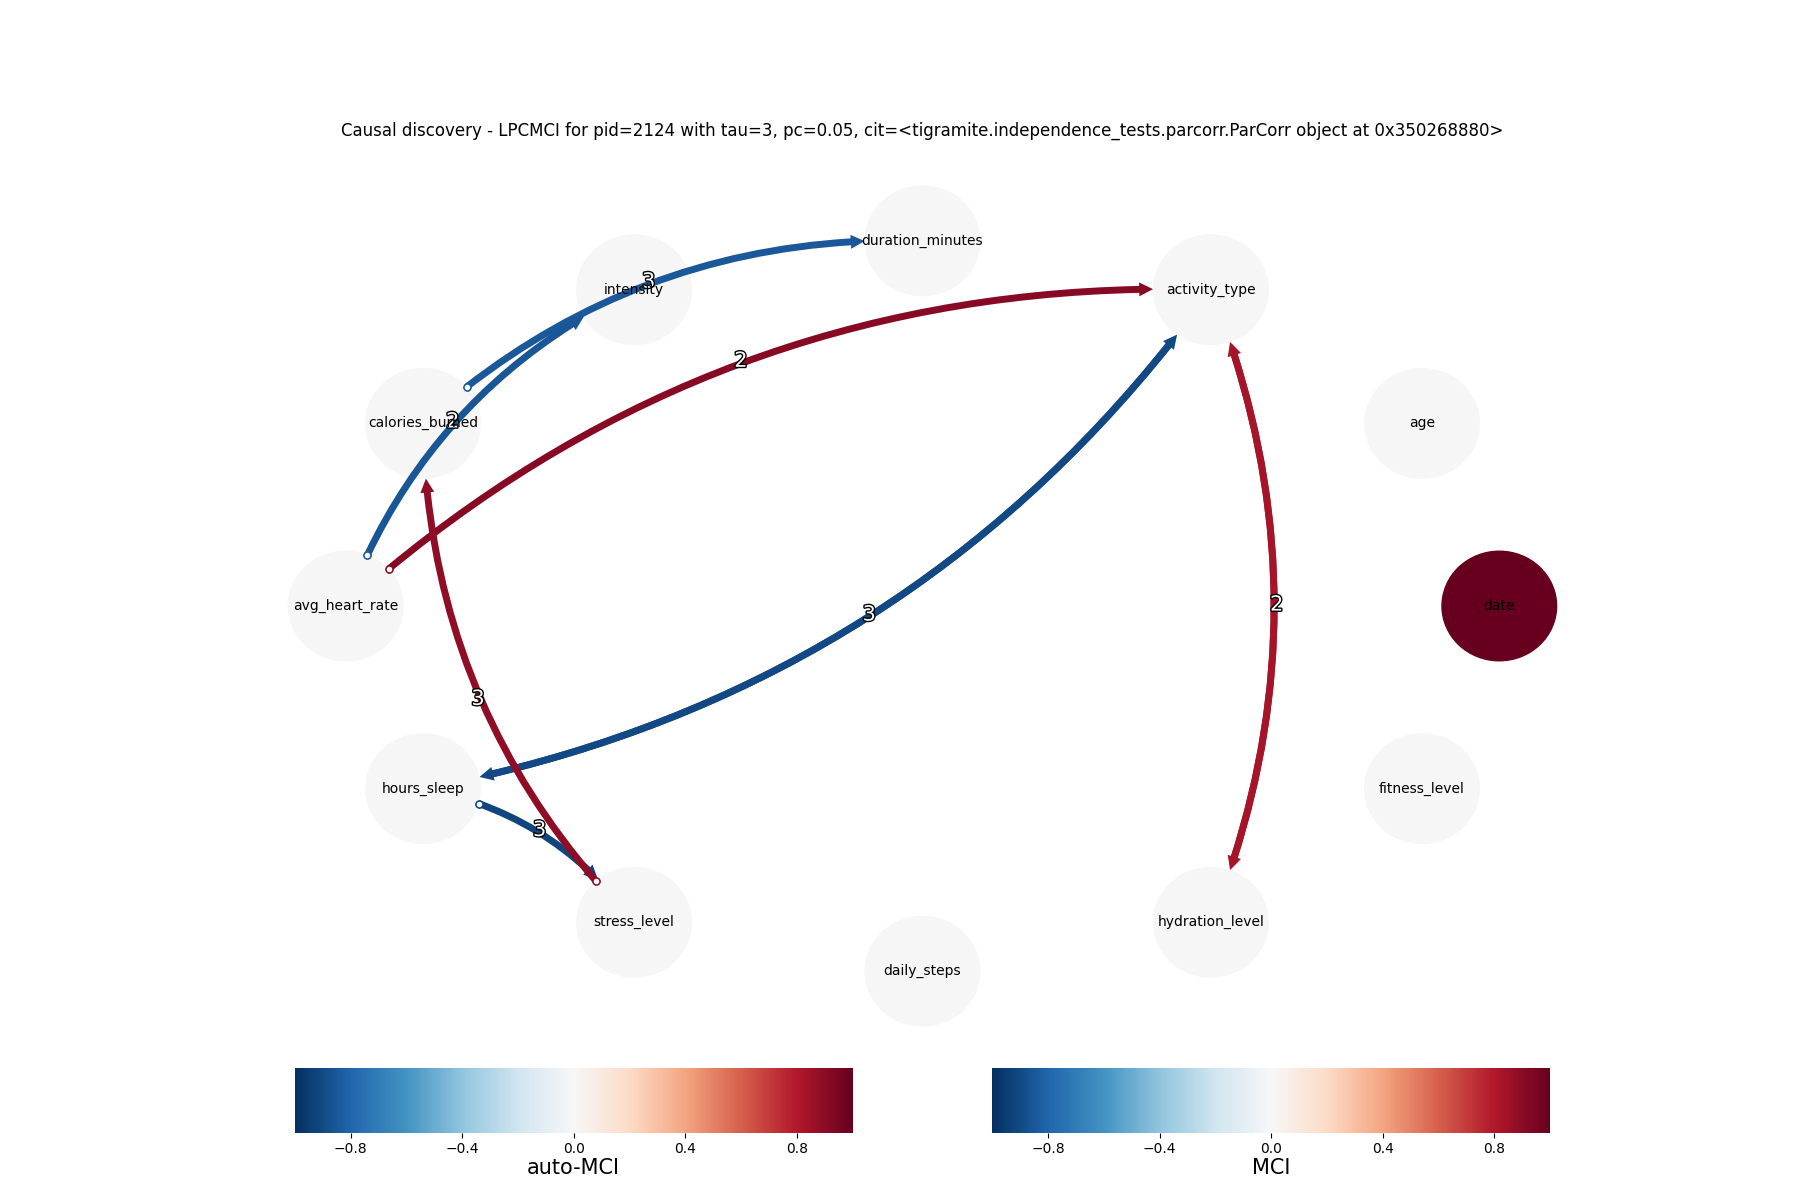 Causal discovery - LPCMCI for pid=2124 with tau=3, pc=0.05, cit=<tigramite.independence_tests.parcorr.ParCorr object at 0x350268880>
duration_minutes
3
intensity
activity_type
2
2
calories_burned
age
avg_heart_rate
2
3
date
3
hours_sleep
3
fitness_level
stress_level
hydration_level
daily_steps
−0.8 −0.4 0.0 0.4 0.8
auto-MCI
−0.8 −0.4 0.0 0.4 0.8
MCI